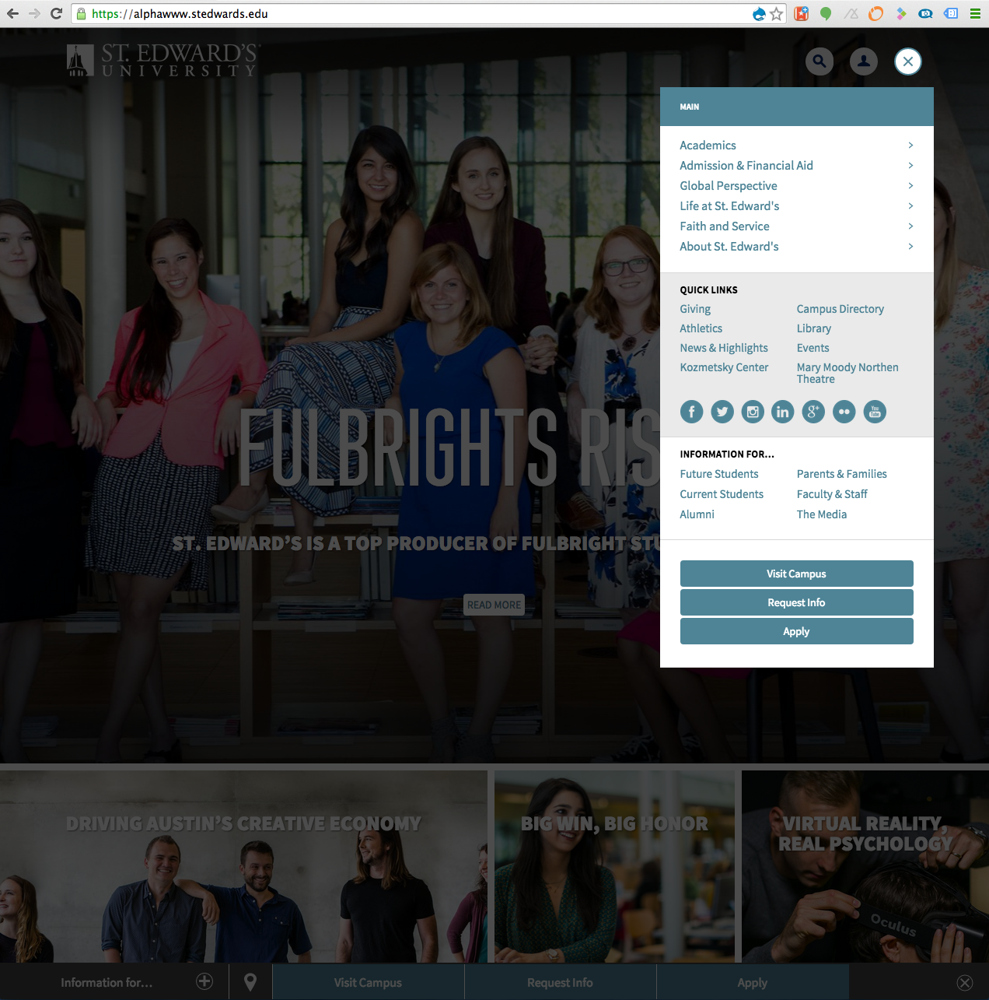 https://alphawww.stedwards.edu
ST. EDWARD'S
UNIVERSITY
MAIN
Academics
Admission & Financial Aid
Global Perspective
Life at St. Edward's
Faith and Service
About St. Edward's
QUICK LINKS
Giving Campus Directory
Athletics Library
News & Highlights Events
Kozmetsky Center Mary Moody Northen
Theatre
You
Tube
INFORMATION FOR...
Future Students Parents & Families
Current Students Faculty & Staff
Alumni The Media
Visit Campus
Request Info
Apply
FULBRIGHTS RIS
ST. EDWARD'S IS A TOP PRODUCER OF FULBRIGHT STU
READ MORE
DRIVING AUSTIN'S CREATIVE ECONOMY
BIG WIN, BIG HONOR
VIRTUAL REALITY,
REAL PSYCHOLOGY
Oculus
Information for... Visit Campus Request Info Apply